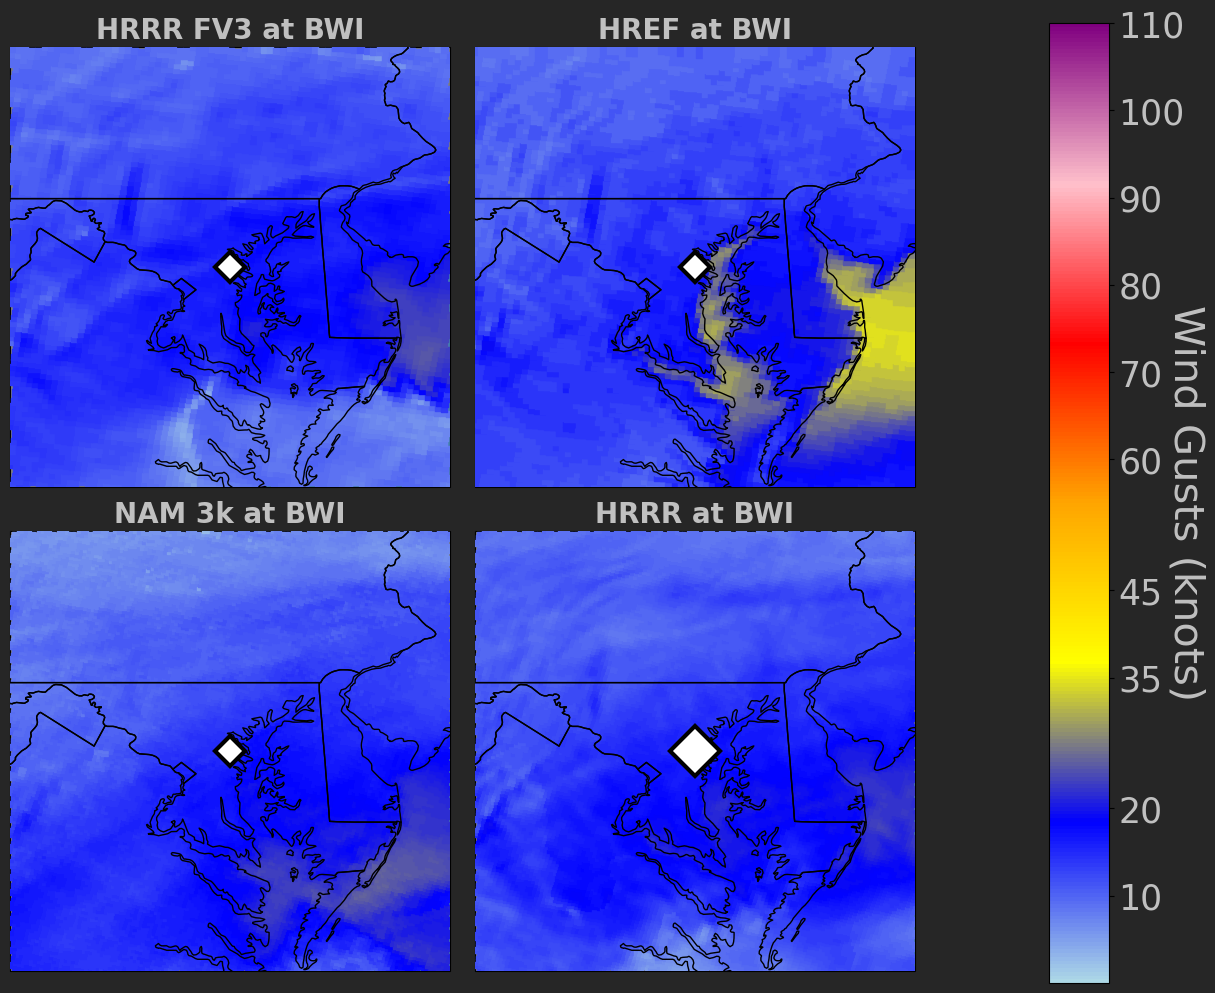 HRRR FV3 at BWI
HREF at BWI
NAM 3k at BWI
HRRR at BWI
110
100
90
80
70
60
45
35
20
10
Wind Gusts (knots)